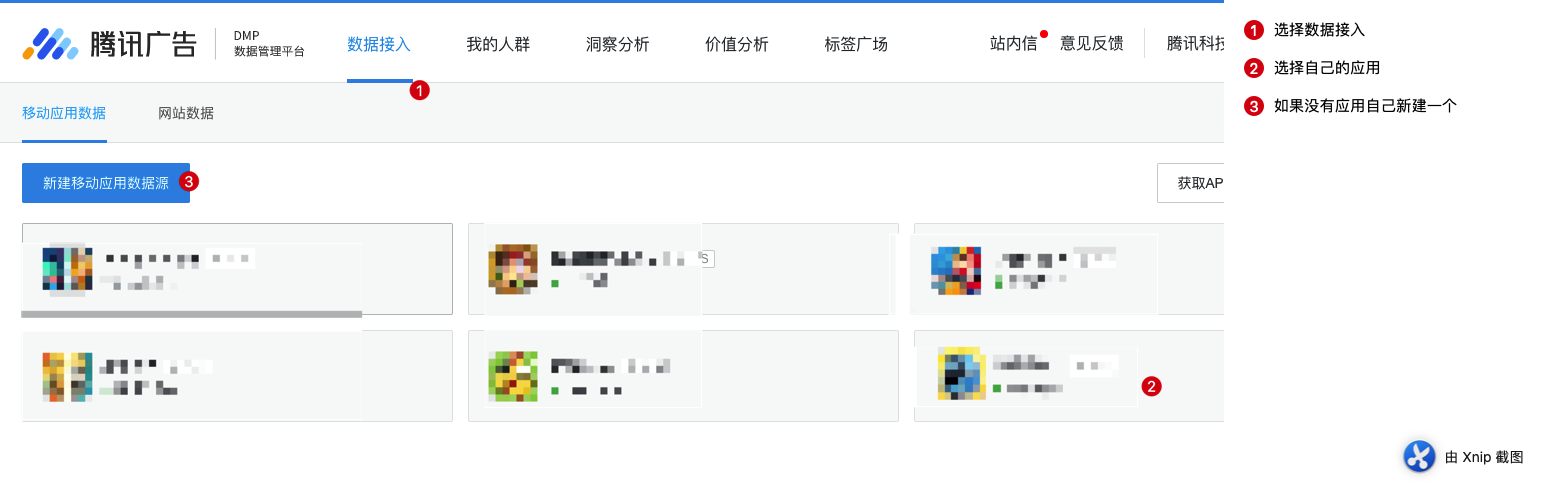 腾讯广告
DMP
数据管理平台
数据接入
我的人群
洞察分析
价值分析
标签广场
站内信
意见反馈
腾讯科技
1
移动应用数据
网站数据
新建移动应用数据源
3
获取AP
S
2
1 选择数据接入
2 选择自己的应用
3 如果没有应用自己新建一个
由 Xnip 截图